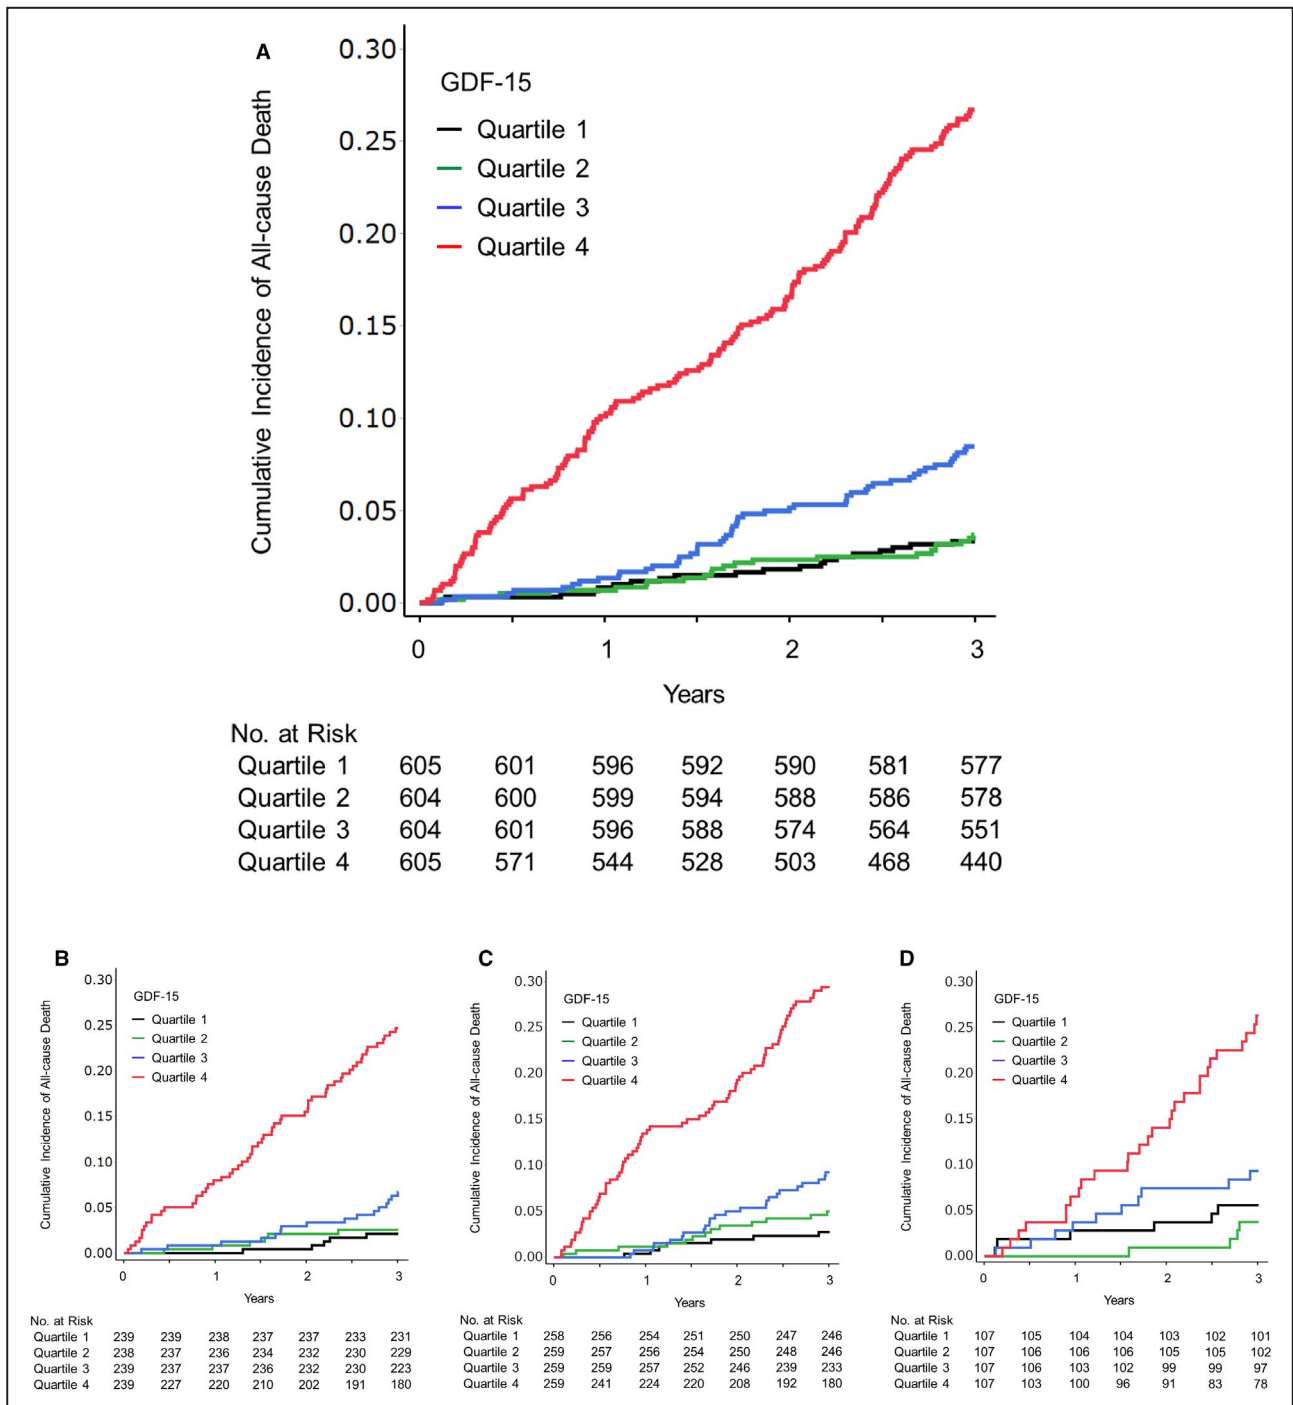 A
Cumulative Incidence of All-cause Death
0.30
0.25
0.20
0.15
0.10
0.05
0.00
GDF-15
Quartile 1
Quartile 2
Quartile 3
Quartile 4
0 1 2 3
Years
No. at Risk
Quartile 1 605 601 596 592 590 581 577
Quartile 2 604 600 599 594 588 586 578
Quartile 3 604 601 596 588 574 564 551
Quartile 4 605 571 544 528 503 468 440
B
Cumulative Incidence of All-cause Death
0.30
0.25
0.20
0.15
0.10
0.05
0.00
GDF-15
Quartile 1
Quartile 2
Quartile 3
Quartile 4
0 1 2 3
Years
No. at Risk
Quartile 1 239 239 238 237 237 233 231
Quartile 2 238 237 236 234 232 230 229
Quartile 3 239 237 237 236 232 230 223
Quartile 4 239 227 220 210 202 191 180
C
Cumulative Incidence of All-cause Death
0.30
0.25
0.20
0.15
0.10
0.05
0.00
GDF-15
Quartile 1
Quartile 2
Quartile 3
Quartile 4
0 1 2 3
Years
No. at Risk
Quartile 1 258 256 254 251 250 247 246
Quartile 2 259 257 256 254 250 248 246
Quartile 3 259 259 257 252 246 239 233
Quartile 4 259 241 224 220 208 192 180
D
Cumulative Incidence of All-cause Death
0.30
0.25
0.20
0.15
0.10
0.05
0.00
GDF-15
Quartile 1
Quartile 2
Quartile 3
Quartile 4
0 1 2 3
Years
No. at Risk
Quartile 1 107 105 104 104 103 102 101
Quartile 2 107 106 106 106 105 105 102
Quartile 3 107 106 103 102 99 99 97
Quartile 4 107 103 100 96 91 83 78